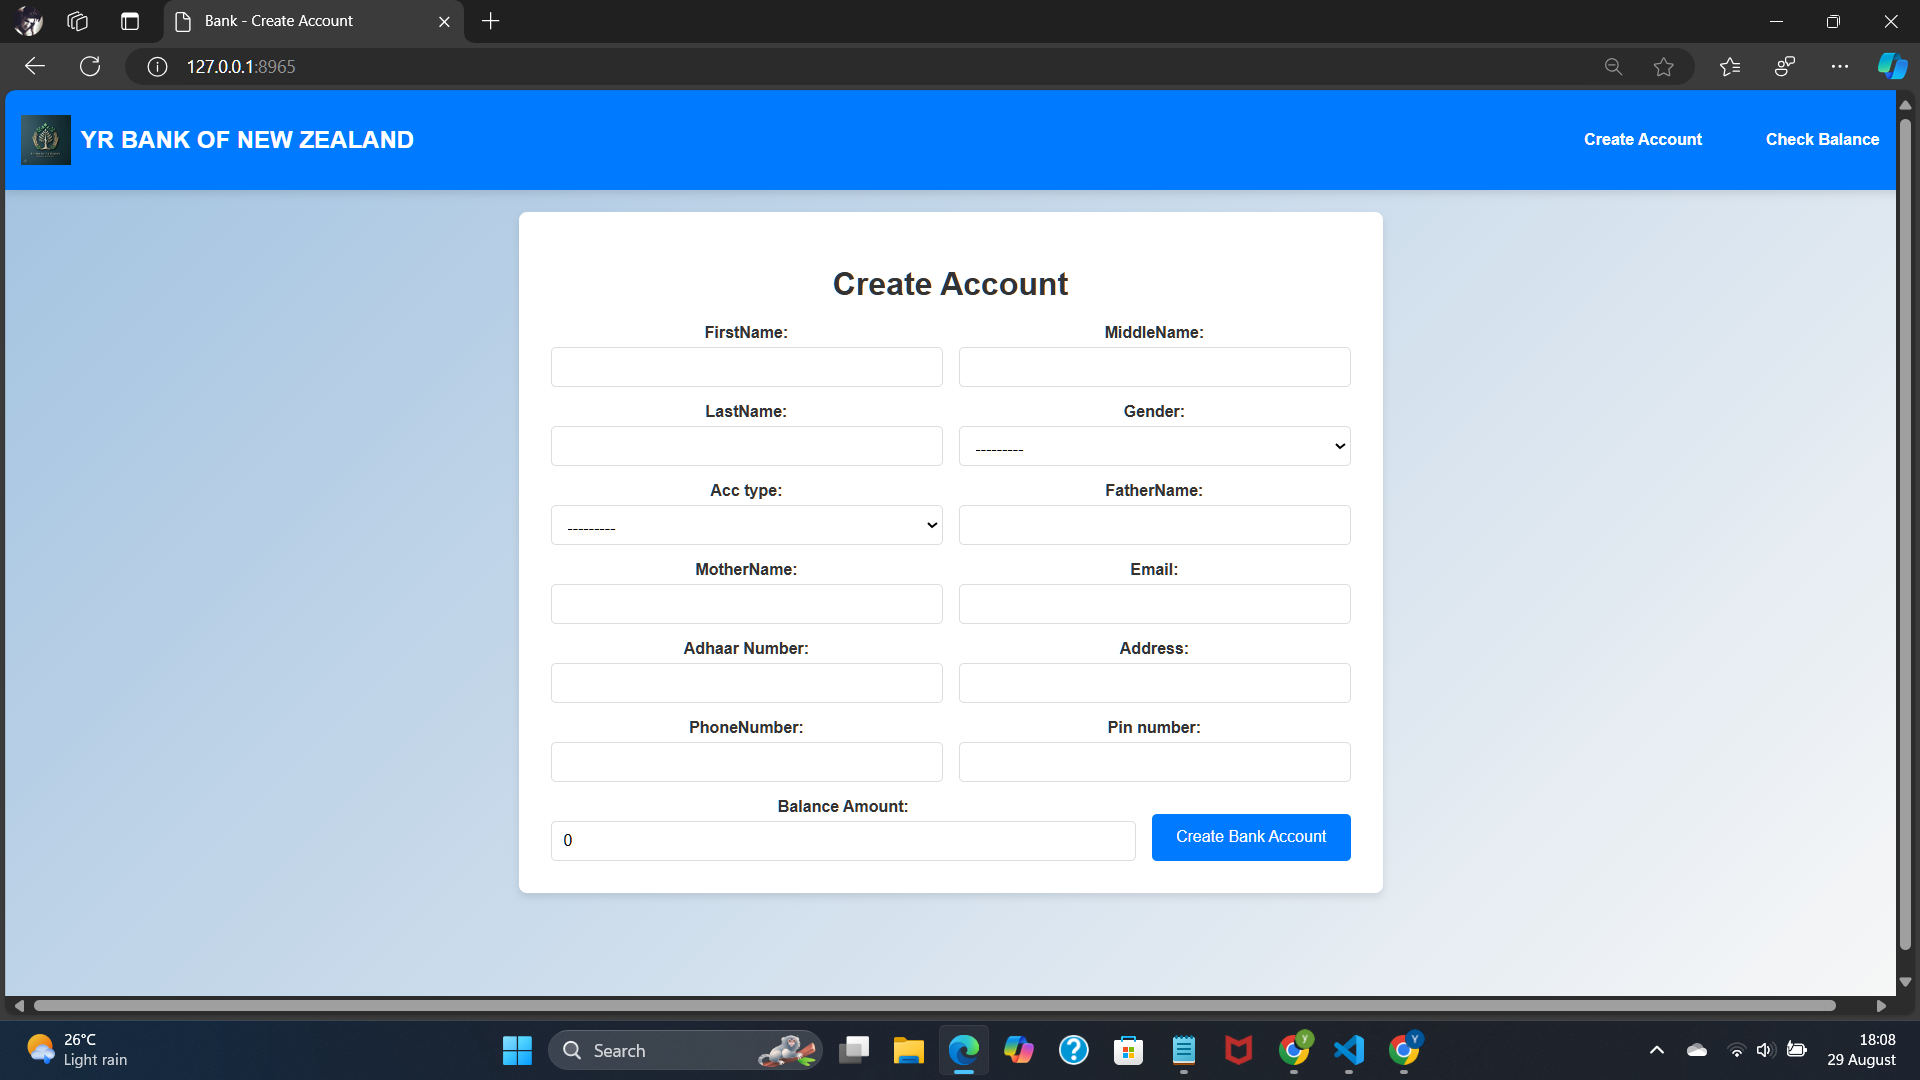 Bank - Create Account
127.0.0.1:8965
YR BANK OF NEW ZEALAND
Create Account
Check Balance
Create Account
FirstName:
MiddleName:
LastName:
Gender:
---------
Acc type:
---------
FatherName:
MotherName:
Email:
Adhaar Number:
Address:
PhoneNumber:
Pin number:
Balance Amount:
0
Create Bank Account
26°C
Light rain
Search
y
Y
18:08
29 August